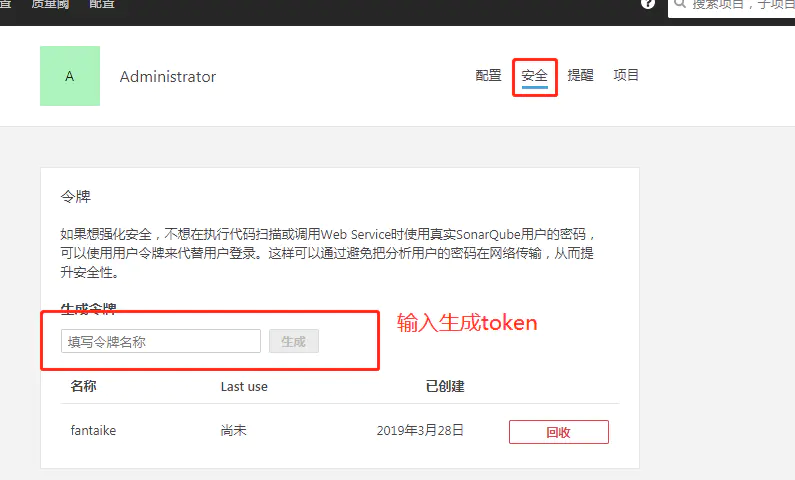 置 质量阈 配置
? 搜索项目，子项目
A Administrator 配置 安全 提醒 项目
令牌
如果想强化安全，不想在执行代码扫描或调用Web Service时使用真实SonarQube用户的密码，
可以使用用户令牌来代替用户登录。这样可以通过避免把分析用户的密码在网络传输，从而提
升安全性。
生成令牌
输入生成token
填写令牌名称 生成
名称 Last use 已创建
fantaike 尚未 2019年3月28日 回收